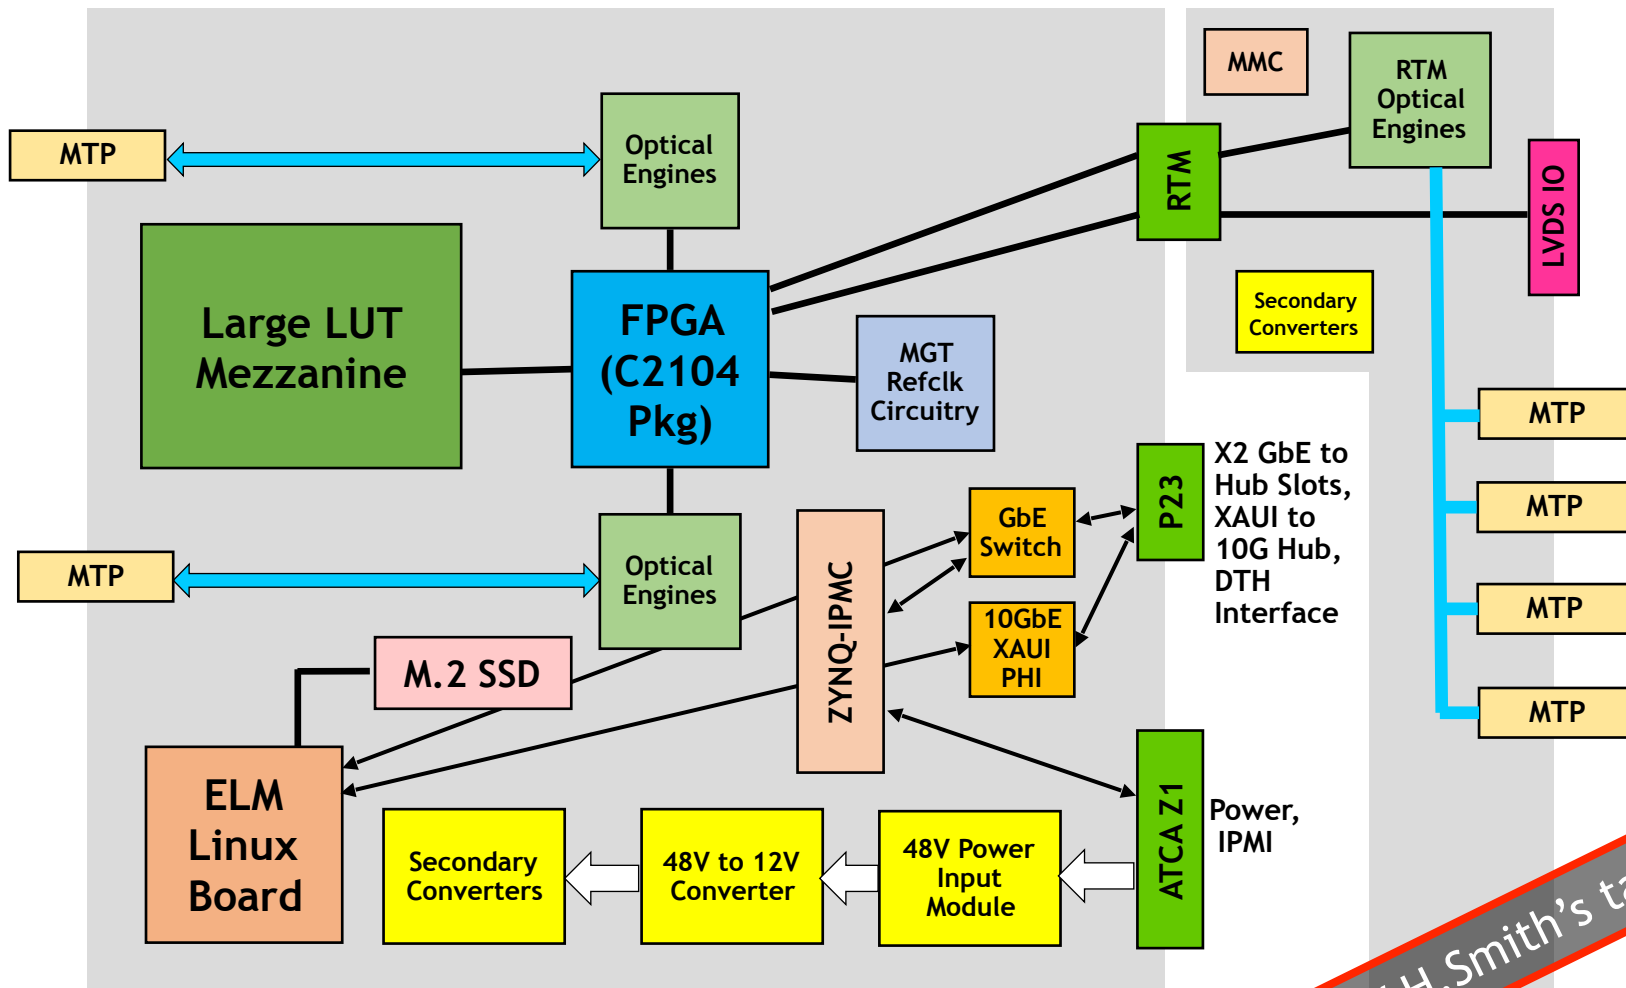 MMC
RTM
Optical
Engines
MTP
Optical
Engines
RTM
LVDS IO
Large LUT
Mezzanine
FPGA
(C2104
Pkg)
MGT
Refclk
Circuitry
Secondary
Converters
MTP
MTP
MTP
MTP
P23
X2 GbE to
Hub Slots,
XAUI to
10G Hub,
DTH
Interface
GbE
Switch
10GbE
XAUI
PHI
ZYNQ-IPMC
MTP
Optical
Engines
M.2 SSD
ELM
Linux
Board
Secondary
Converters
48V to 12V
Converter
48V Power
Input
Module
ATCA Z1
Power,
IPMI
H.Smith's